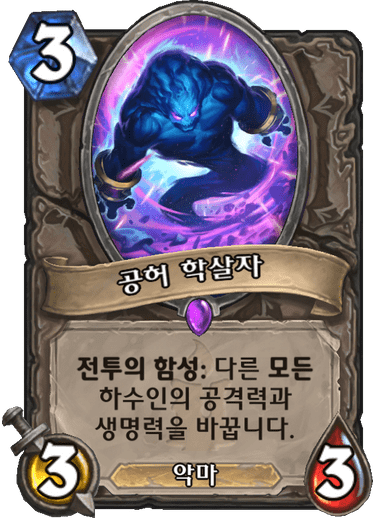 3
공허 학살자
전투의 함성: 다른 모든
하수인의 공격력과
생명력을 바꿉니다.
3
악마
3